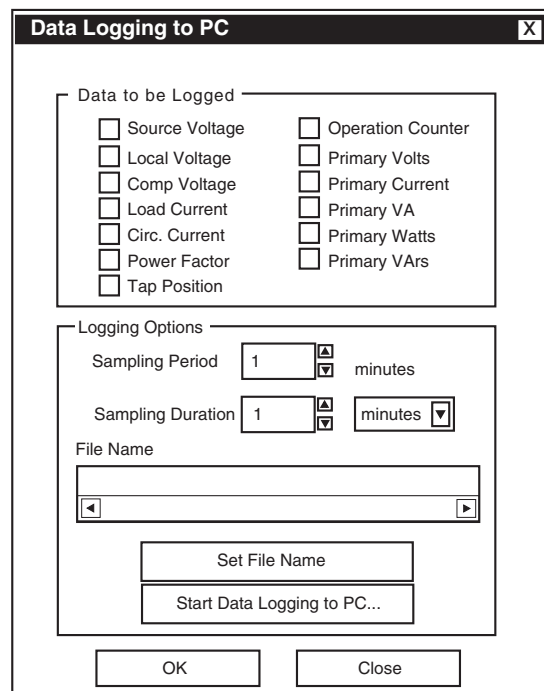 Data Logging to PC
X
Data to be Logged
Source Voltage
Local Voltage
Comp Voltage
Load Current
Circ. Current
Power Factor
Tap Position
Operation Counter
Primary Volts
Primary Current
Primary VA
Primary Watts
Primary VArs
Logging Options
Sampling Period 1 minutes
Sampling Duration 1 minutes
File Name
Set File Name
Start Data Logging to PC...
OK Close